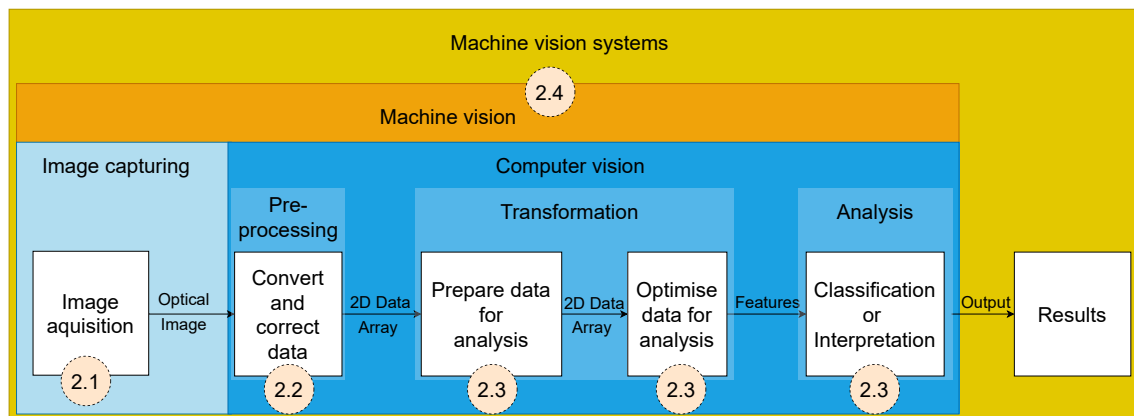 Machine vision systems
2.4
Machine vision
Image capturing
Computer vision
Pre-
processing
Transformation
Analysis
Image
aquisition
Optical
Image
Convert
and
correct
data
2D Data
Array
Prepare data
for
analysis
2D Data
Array
Optimise
data for
analysis
Features
Classification
or
Interpretation
Output
Results
2.1
2.2
2.3
2.3
2.3